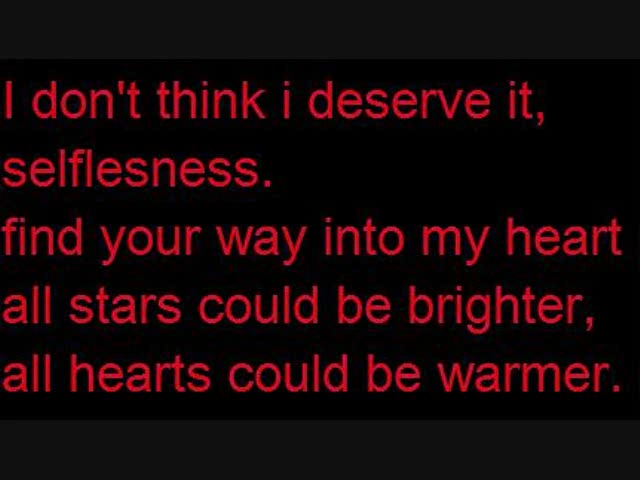 I don't think i deserve it,
selflesness.
find your way into my heart
all stars could be brighter,
all hearts could be warmer.